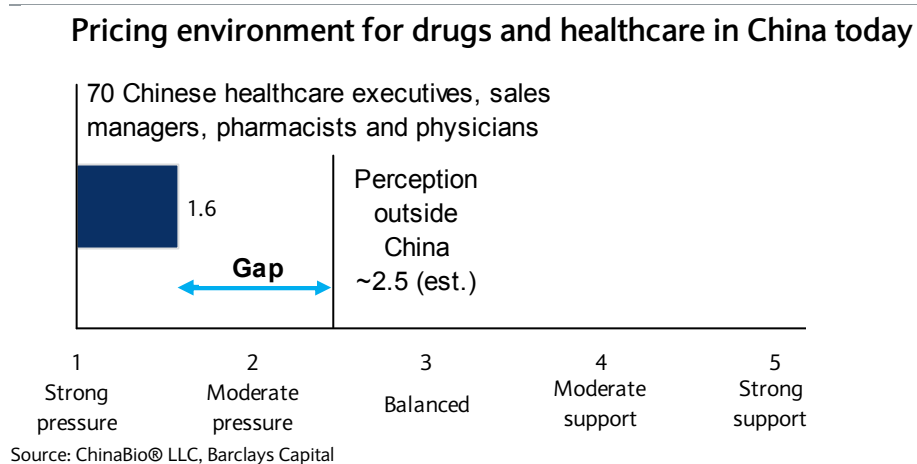 Pricing environment for drugs and healthcare in China today
70 Chinese healthcare executives, sales
managers, pharmacists and physicians
1.6
Gap
Perception
outside
China
~2.5 (est.)
1
Strong
pressure
2
Moderate
pressure
3
Balanced
4
Moderate
support
5
Strong
support
Source: ChinaBio® LLC, Barclays Capital